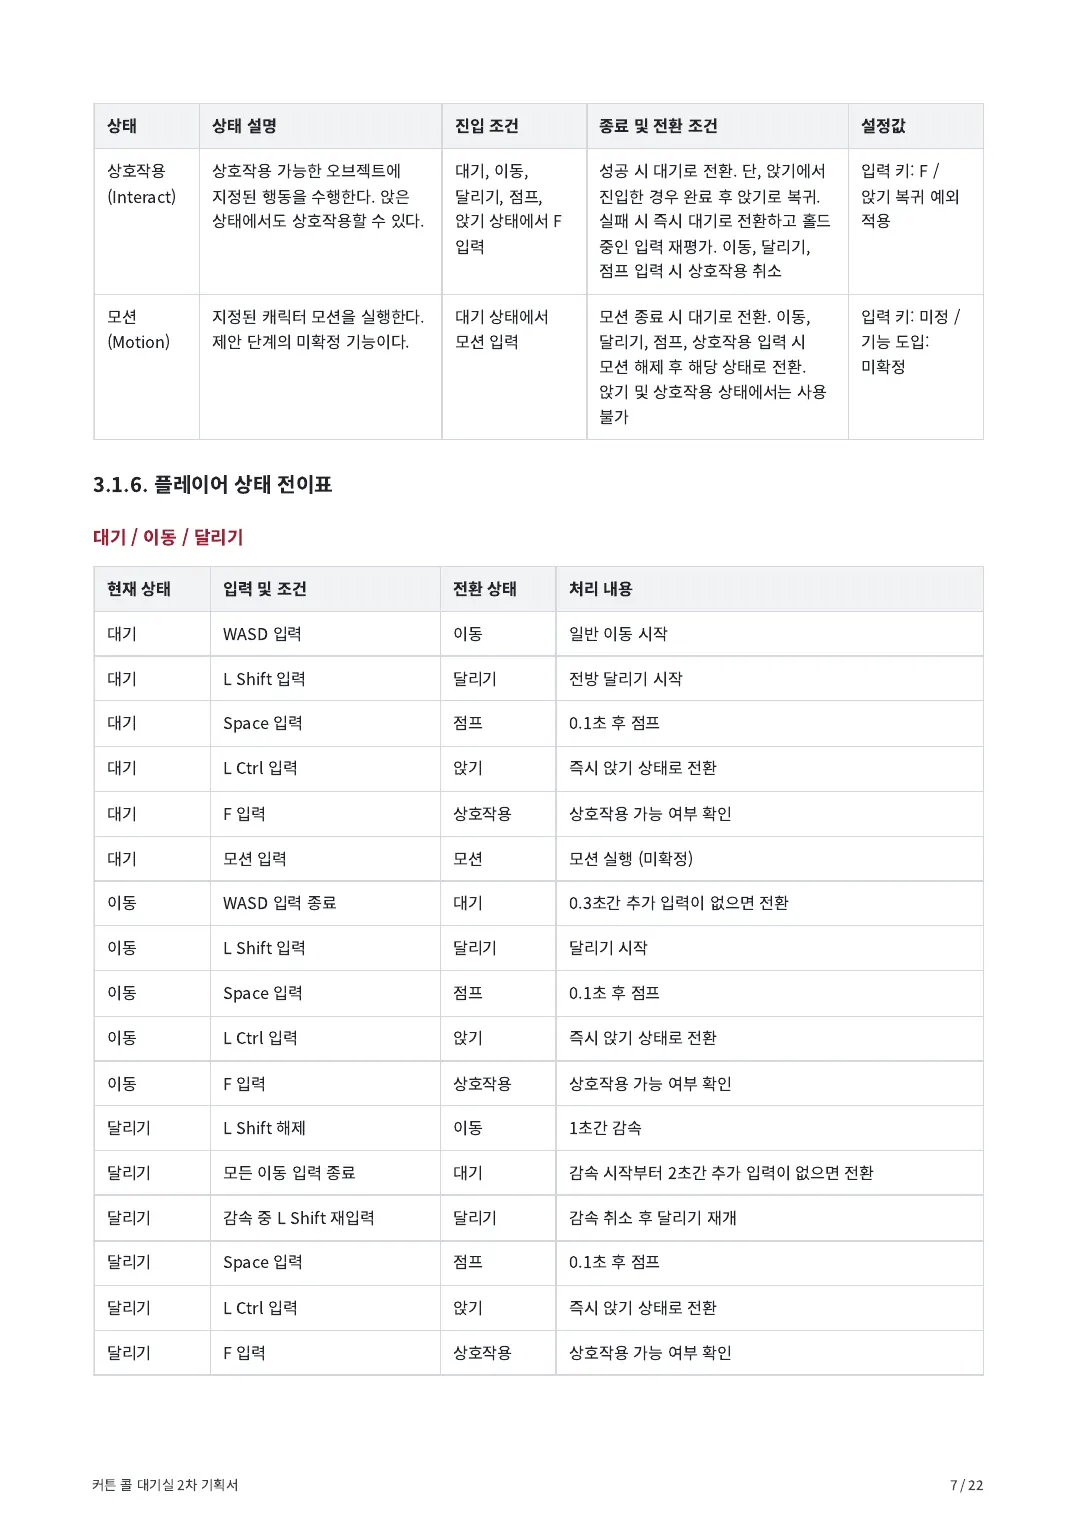 상태 상태 설명 진입 조건 종료 및 전환 조건 설정값
상호작용 (Interact)
상호작용 가능한 오브젝트에
지정된 행동을 수행한다. 앉은
상태에서도 상호작용할 수 있다.
대기, 이동,
달리기, 점프,
앉기 상태에서 F
입력
성공 시 대기로 전환. 단, 앉기에서
진입한 경우 완료 후 앉기로 복귀.
실패 시 즉시 대기로 전환하고 홀드
중인 입력 재평가. 이동, 달리기,
점프 입력 시 상호작용 취소
입력 키: F /
앉기 복귀 예외
적용
모션
(Motion)
지정된 캐릭터 모션을 실행한다.
제안 단계의 미확정 기능이다.
대기 상태에서
모션 입력
모션 종료 시 대기로 전환. 이동,
달리기, 점프, 상호작용 입력 시
모션 해제 후 해당 상태로 전환.
앉기 및 상호작용 상태에서는 사용
불가
입력 키: 미정 /
기능 도입:
미확정
3.1.6. 플레이어 상태 전이표
대기 / 이동 / 달리기
현재 상태 입력 및 조건 전환 상태 처리 내용
대기 WASD 입력 이동 일반 이동 시작
대기 L Shift 입력 달리기 전방 달리기 시작
대기 Space 입력 점프 0.1초 후 점프
대기 L Ctrl 입력 앉기 즉시 앉기 상태로 전환
대기 F 입력 상호작용 상호작용 가능 여부 확인
대기 모션 입력 모션 모션 실행 (미확정)
이동 WASD 입력 종료 대기 0.3초간 추가 입력이 없으면 전환
이동 L Shift 입력 달리기 달리기 시작
이동 Space 입력 점프 0.1초 후 점프
이동 L Ctrl 입력 앉기 즉시 앉기 상태로 전환
이동 F 입력 상호작용 상호작용 가능 여부 확인
달리기 L Shift 해제 이동 1초간 감속
달리기 모든 이동 입력 종료 대기 감속 시작부터 2초간 추가 입력이 없으면 전환
달리기 감속 중 L Shift 재입력 달리기 감속 취소 후 달리기 재개
달리기 Space 입력 점프 0.1초 후 점프
달리기 L Ctrl 입력 앉기 즉시 앉기 상태로 전환
달리기 F 입력 상호작용 상호작용 가능 여부 확인
커튼 콜 대기실 2차 기획서 7 / 22